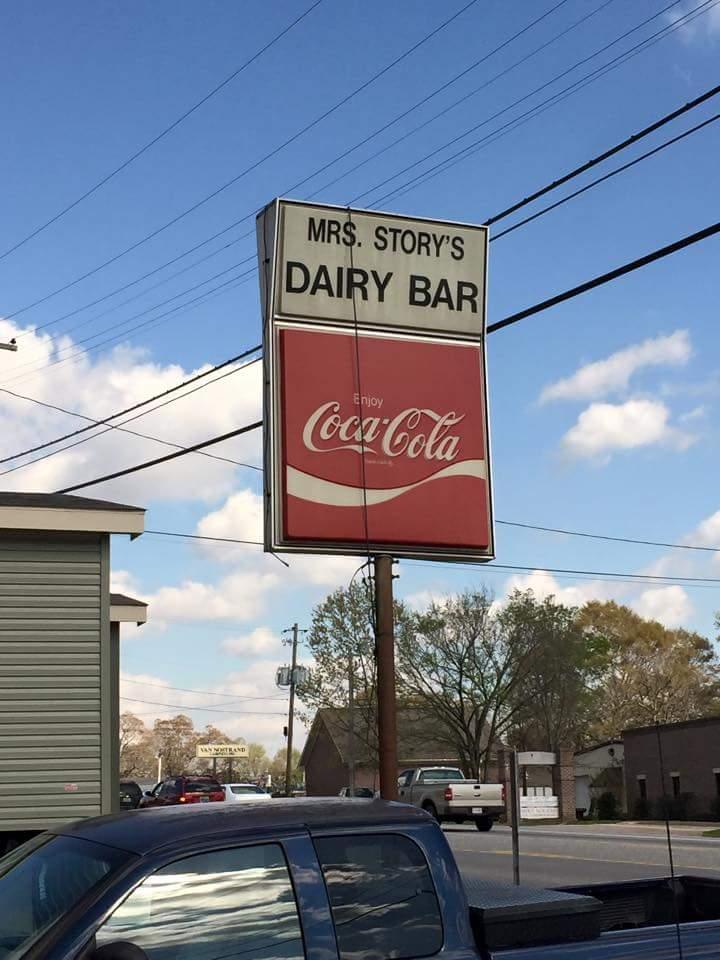 MRS. STORY'S
DAIRY BAR
Enjoy
Coca-Cola
VAN NOSTRAND